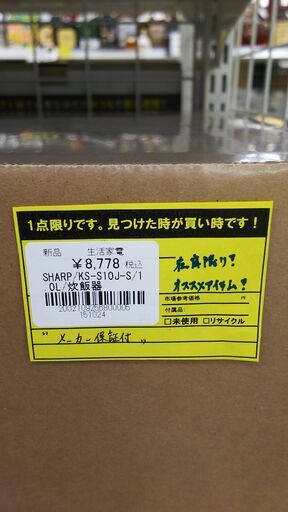 1点限りです。見つけた時が買い時です！
新品 生活家電
￥8,778 税込
SHARP/KS-S10J-S/1
.0L/炊飯器
2002109256800005
151024
在庫限り！
オススメアイテム！
市場参考価格 円
付属品：
□未使用 □リサイクル
〝メーカー保証付〟